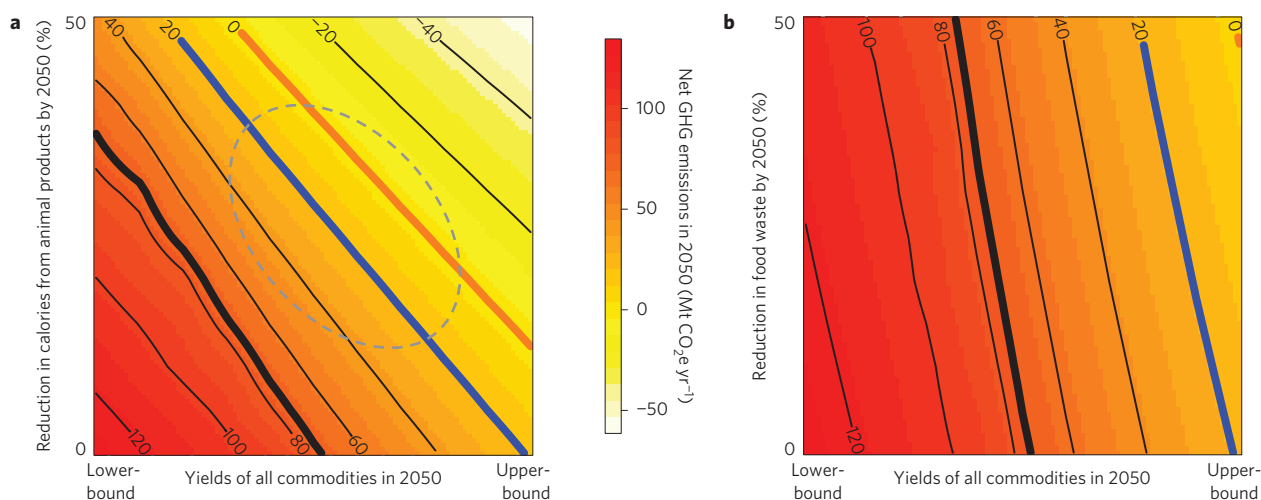 a
Reduction in calories from animal products by 2050 (%)
50
0
40
20
0
−20
−40
120
100
80
60
Lower-
bound
Yields of all commodities in 2050
Upper-
bound
100
50
0
−50
Net GHG emissions in 2050 (Mt CO₂e yr⁻¹)
b
Reduction in food waste by 2050 (%)
50
0
100
80
60
40
20
0
120
Lower-
bound
Yields of all commodities in 2050
Upper-
bound